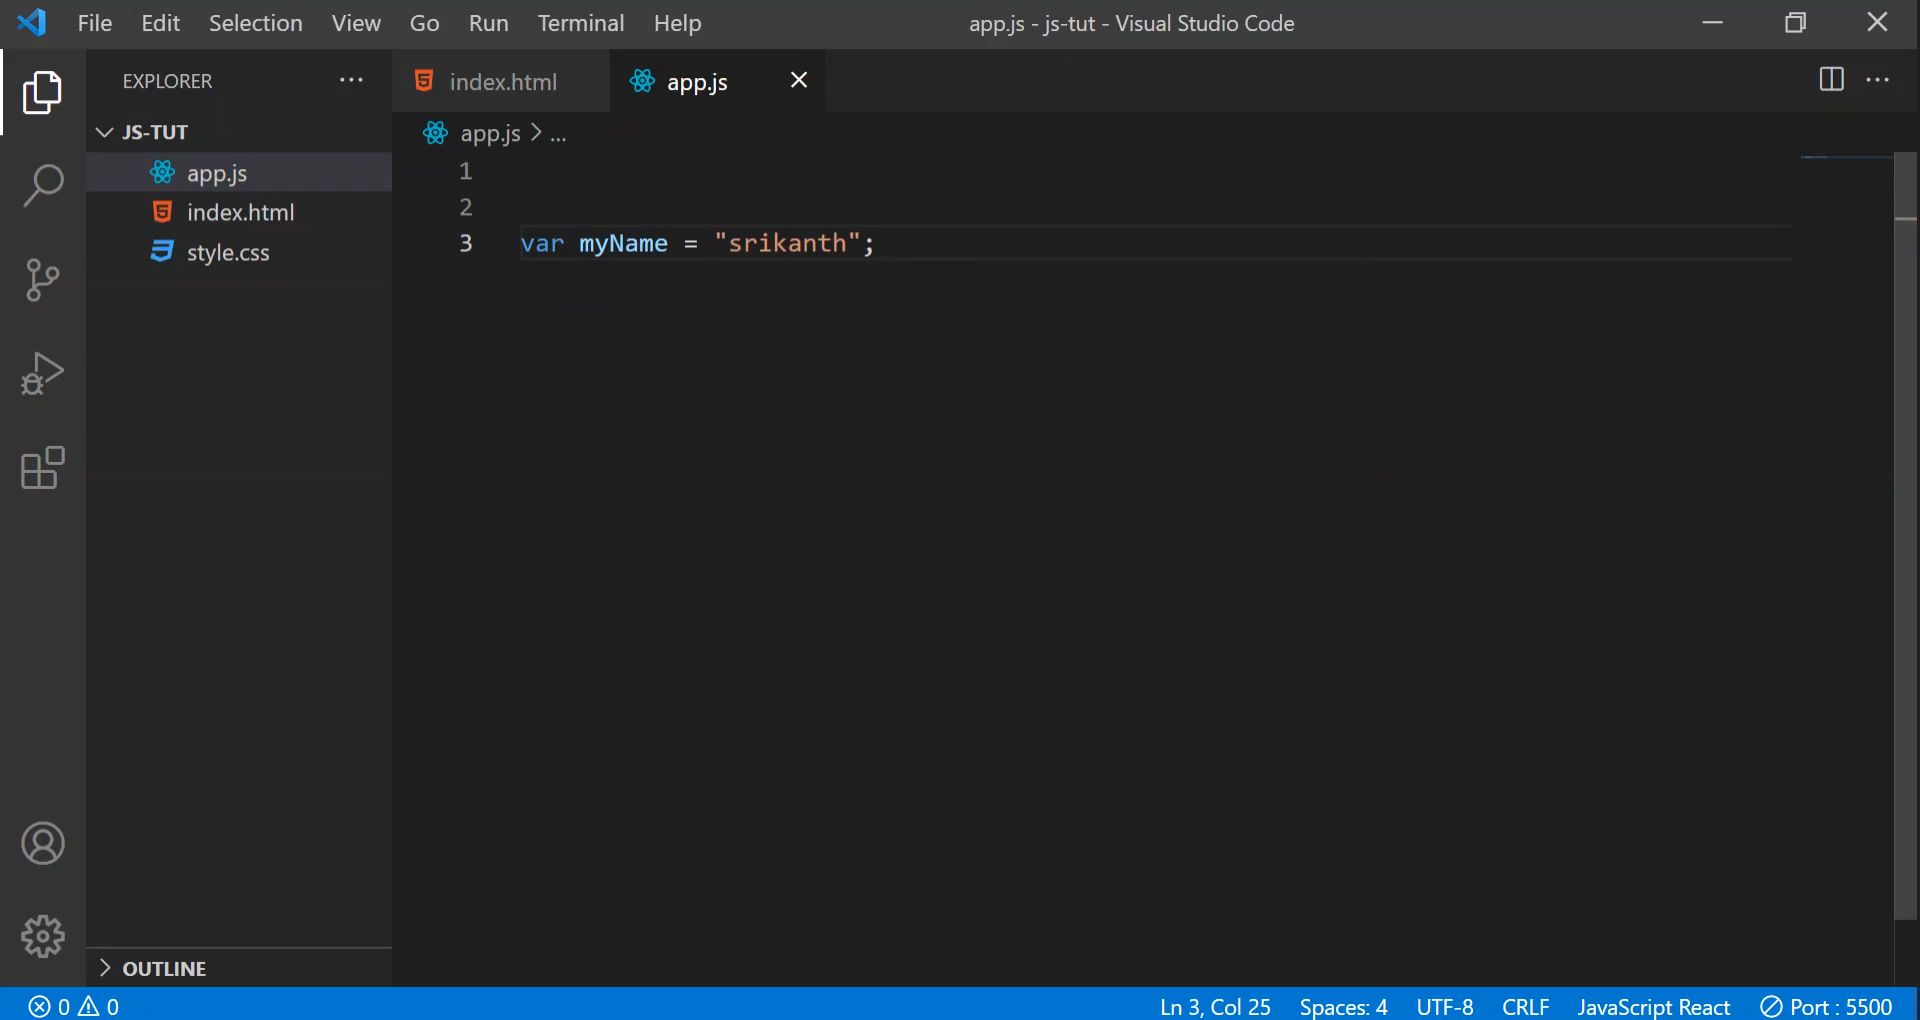 File Edit Selection View Go Run Terminal Help app.js - js-tut - Visual Studio Code
EXPLORER ···
JS-TUT
app.js
index.html
style.css
OUTLINE
index.html app.js
app.js > ...
1
2
3 var myName = "srikanth";
0 0 Ln 3, Col 25 Spaces: 4 UTF-8 CRLF JavaScript React Port : 5500